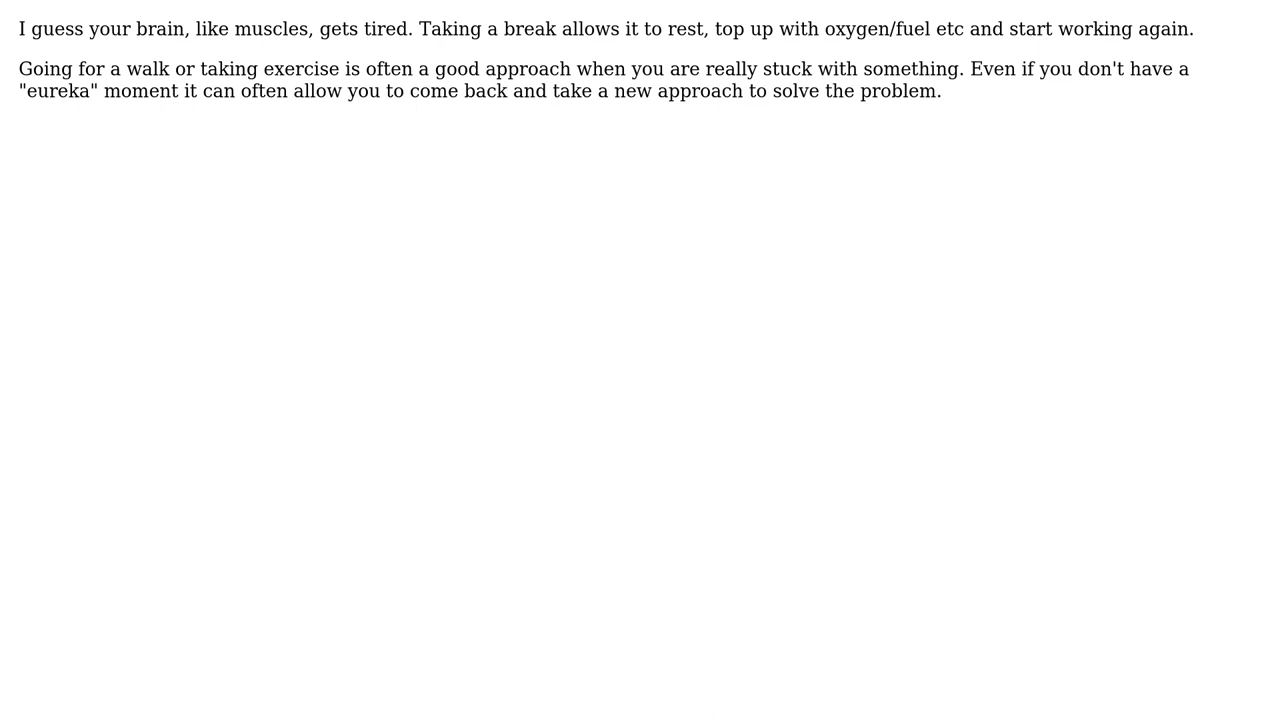 I guess your brain, like muscles, gets tired. Taking a break allows it to rest, top up with oxygen/fuel etc and start working again.
Going for a walk or taking exercise is often a good approach when you are really stuck with something. Even if you don't have a
"eureka" moment it can often allow you to come back and take a new approach to solve the problem.